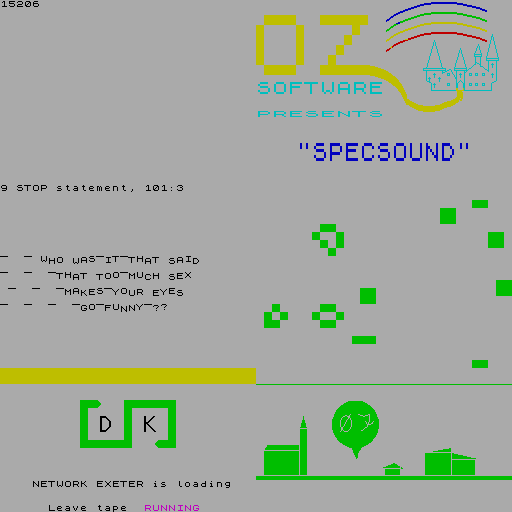 15206
OZ
SOFTWARE
PRESENTS
"SPECSOUND"
9 STOP statement, 101:3
WHO WAS IT THAT SAID
THAT TOO MUCH SEX
MAKES YOUR EYES
GO FUNNY ??
D K
07
NETWORK EXETER is loading
Leave tape RUNNING